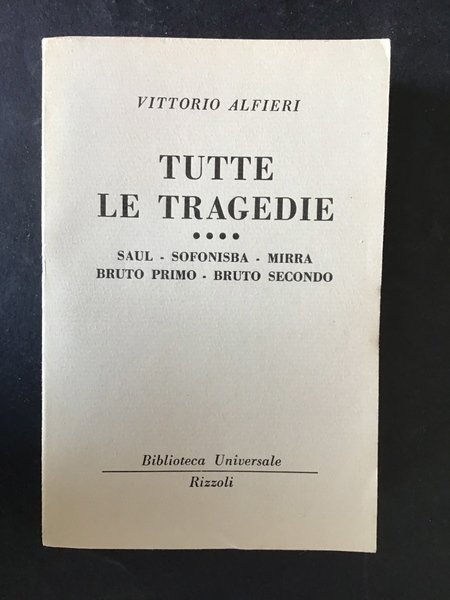 VITTORIO ALFIERI
TUTTE
LE TRAGEDIE
••••
SAUL - SOFONISBA - MIRRA
BRUTO PRIMO - BRUTO SECONDO
Biblioteca Universale
Rizzoli